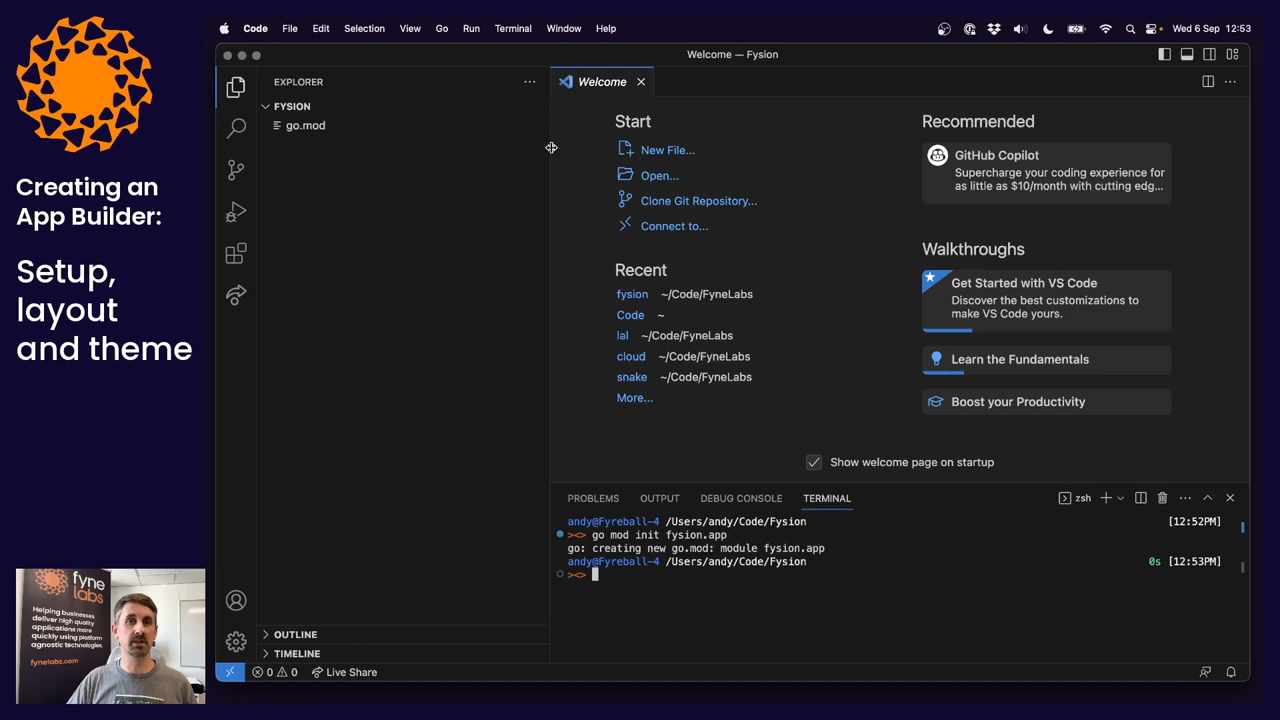 Creating an
App Builder:
Setup,
layout
and theme
fyne
labs
Helping businesses
deliver high quality
applications more
quickly using platform
agnostic technologies.
fynelabs.com
Code File Edit Selection View Go Run Terminal Window Help
Wed 6 Sep 12:53
Welcome — Fysion
EXPLORER
FYSION
go.mod
OUTLINE
TIMELINE
Welcome
Start
New File...
Open...
Clone Git Repository...
Connect to...
Recent
fysion ~/Code/FyneLabs
Code ~
lal ~/Code/FyneLabs
cloud ~/Code/FyneLabs
snake ~/Code/FyneLabs
More...
Recommended
GitHub Copilot
Supercharge your coding experience for
as little as $10/month with cutting edg...
Walkthroughs
Get Started with VS Code
Discover the best customizations to
make VS Code yours.
Learn the Fundamentals
Boost your Productivity
Show welcome page on startup
PROBLEMS OUTPUT DEBUG CONSOLE TERMINAL
zsh
andy@Fyreball-4 /Users/andy/Code/Fysion [12:52PM]
><> go mod init fysion.app
go: creating new go.mod: module fysion.app
andy@Fyreball-4 /Users/andy/Code/Fysion 0s [12:53PM]
><>
0 0 Live Share